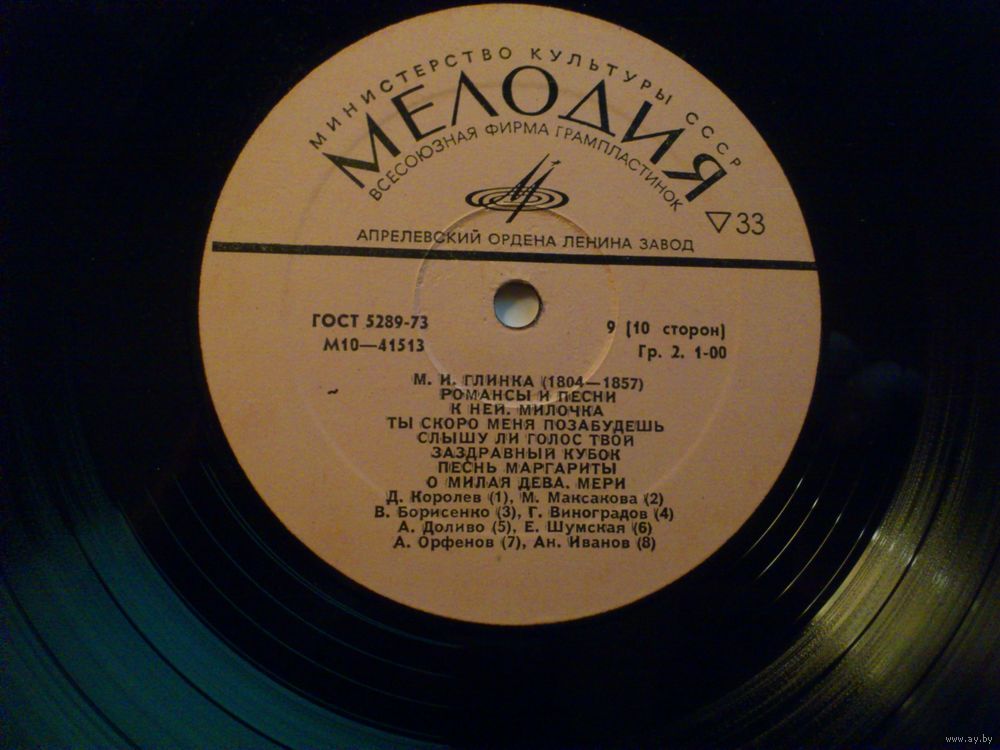 МИНИСТЕРСТВО КУЛЬТУРЫ СССР
МЕЛОДИЯ
ВСЕСОЮЗНАЯ ФИРМА ГРАМПЛАСТИНОК
33
АПРЕЛЕВСКИЙ ОРДЕНА ЛЕНИНА ЗАВОД
ГОСТ 5289-73 9 (10 сторон)
М10—41513 Гр. 2. 1-00
М. И. ГЛИНКА (1804—1857)
РОМАНСЫ И ПЕСНИ
К НЕЙ. МИЛОЧКА
ТЫ СКОРО МЕНЯ ПОЗАБУДЕШЬ
СЛЫШУ ЛИ ГОЛОС ТВОЙ
ЗАЗДРАВНЫЙ КУБОК
ПЕСНЬ МАРГАРИТЫ
О МИЛАЯ ДЕВА. МЕРИ
Д. Королев (1), М. Максакова (2)
В. Борисенко (3), Г. Виноградов (4)
А. Доливо (5), Е. Шумская (6)
А. Орфенов (7), Ан. Иванов (8)
www.ay.by